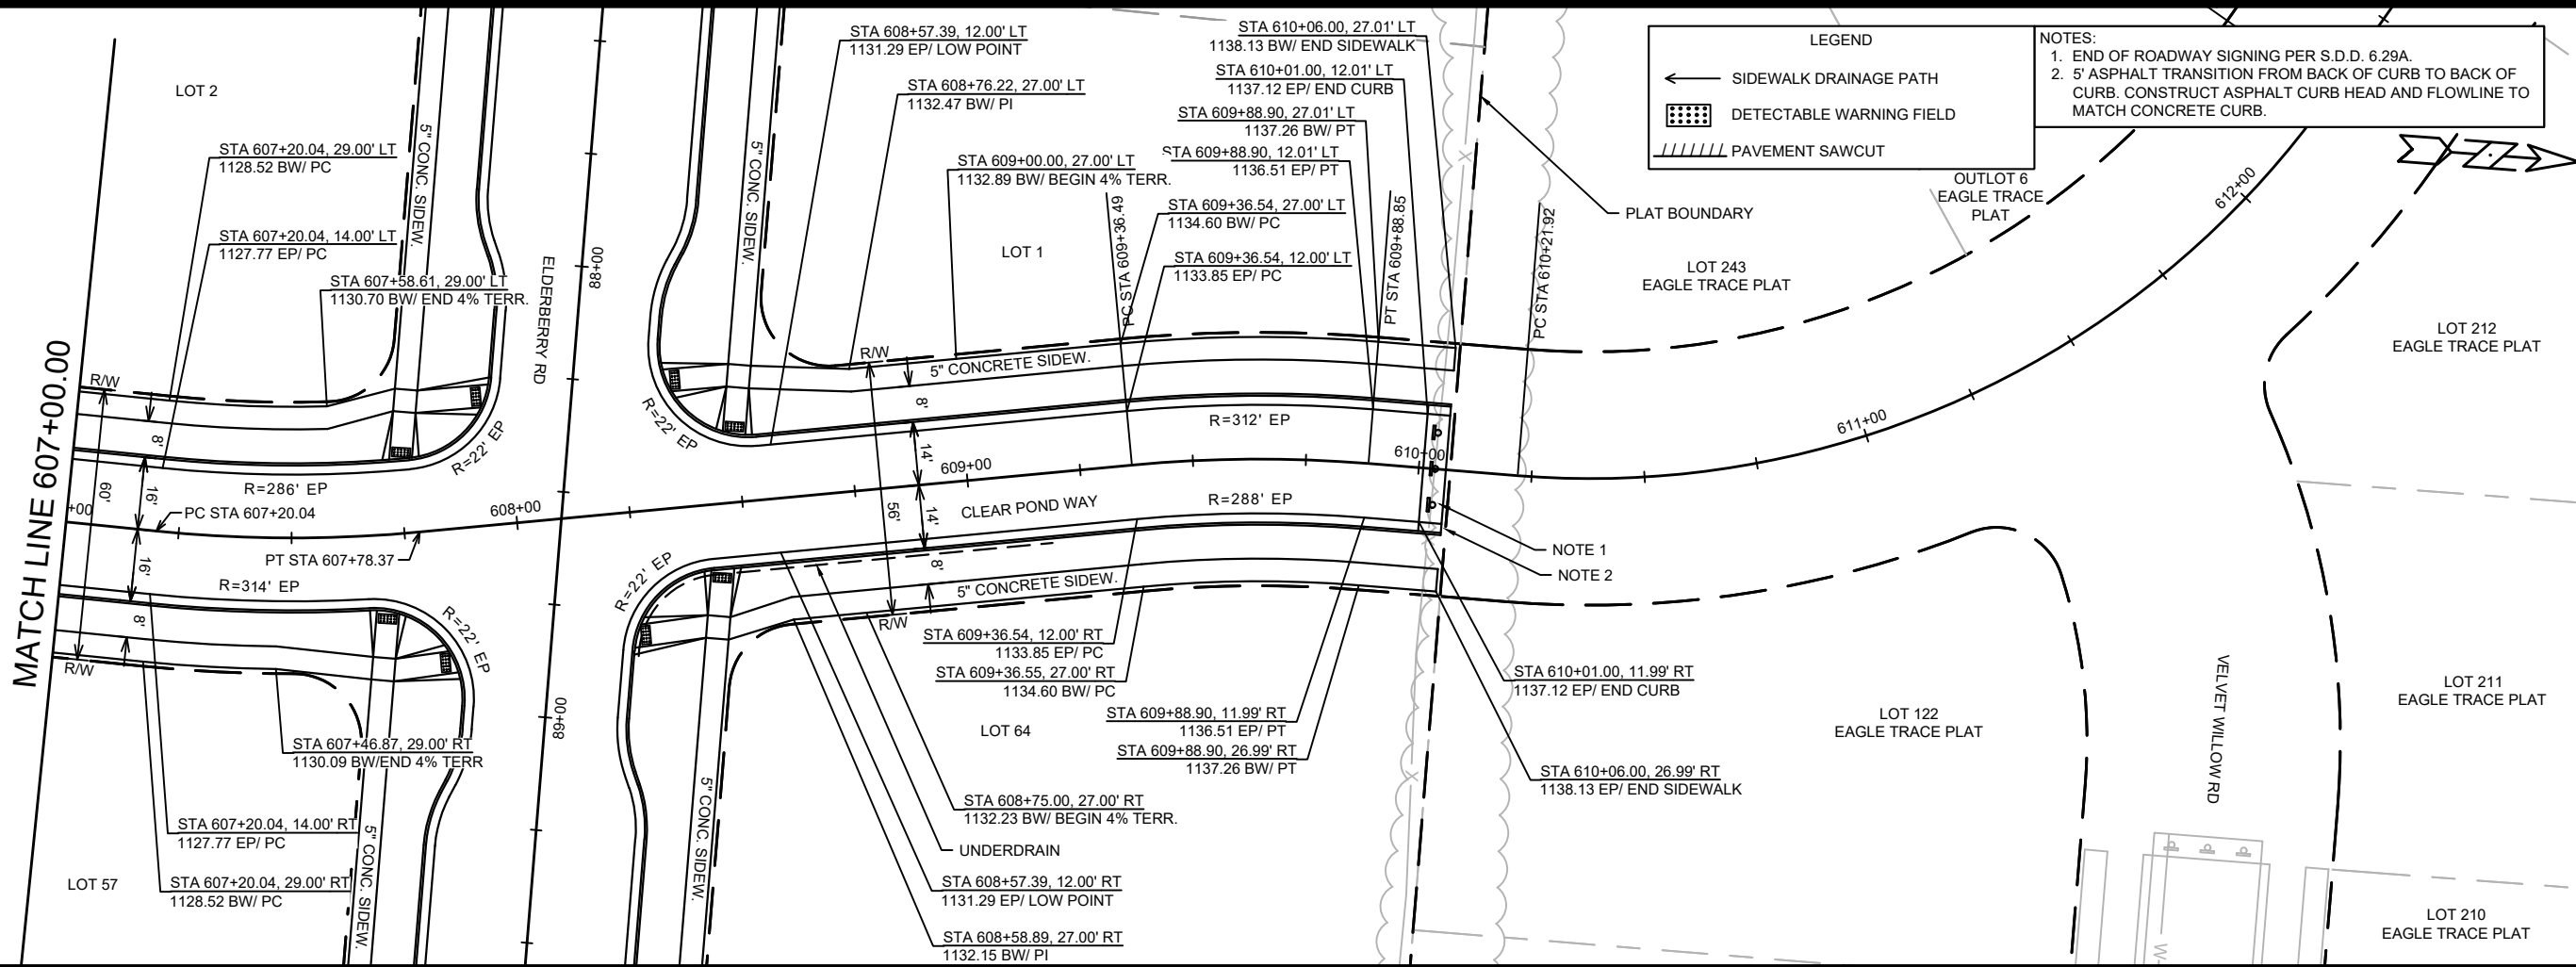 LOT 2
STA 607+20.04, 29.00' LT
1128.52 BW/ PC
STA 607+20.04, 14.00' LT
1127.77 EP/ PC
STA 607+58.61, 29.00' LT
1130.70 BW/ END 4% TERR.
5" CONC. SIDEW.
ELDERBERRY RD
88+00
MATCH LINE 607+00.00
R/W
8'
60'
16'
+00
R=286' EP
PC STA 607+20.04
R=22' EP
608+00
PT STA 607+78.37
16'
R=314' EP
8'
R/W
R=22' EP
89+00
STA 607+46.87, 29.00' RT
1130.09 BW/END 4% TERR
STA 607+20.04, 14.00' RT
1127.77 EP/ PC
STA 607+20.04, 29.00' RT
1128.52 BW/ PC
LOT 57
5" CONC. SIDEW.
STA 608+57.39, 12.00' LT
1131.29 EP/ LOW POINT
STA 608+76.22, 27.00' LT
1132.47 BW/ PI
STA 609+00.00, 27.00' LT
1132.89 BW/ BEGIN 4% TERR.
5" CONC. SIDEW.
LOT 1
STA 610+06.00, 27.01' LT
1138.13 BW/ END SIDEWALK
STA 610+01.00, 12.01' LT
1137.12 EP/ END CURB
STA 609+88.90, 27.01' LT
1137.26 BW/ PT
STA 609+88.90, 12.01' LT
1136.51 EP/ PT
STA 609+36.54, 27.00' LT
1134.60 BW/ PC
STA 609+36.54, 12.00' LT
1133.85 EP/ PC
PC STA 609+36.49
PT STA 609+88.85
PC STA 610+21.92
X
R/W
5" CONCRETE SIDEW.
8'
R=22' EP
14'
609+00
R=312' EP
610+00
56'
14'
CLEAR POND WAY
R=288' EP
R=22' EP
8'
5" CONCRETE SIDEW.
R/W
STA 609+36.54, 12.00' RT
1133.85 EP/ PC
STA 609+36.55, 27.00' RT
1134.60 BW/ PC
LOT 64
STA 609+88.90, 11.99' RT
1136.51 EP/ PT
STA 609+88.90, 26.99' RT
1137.26 BW/ PT
STA 608+75.00, 27.00' RT
1132.23 BW/ BEGIN 4% TERR.
UNDERDRAIN
STA 608+57.39, 12.00' RT
1131.29 EP/ LOW POINT
STA 608+58.89, 27.00' RT
1132.15 BW/ PI
5" CONC. SIDEW.
X
NOTE 1
NOTE 2
STA 610+01.00, 11.99' RT
1137.12 EP/ END CURB
STA 610+06.00, 26.99' RT
1138.13 EP/ END SIDEWALK
PLAT BOUNDARY
LEGEND
SIDEWALK DRAINAGE PATH
DETECTABLE WARNING FIELD
PAVEMENT SAWCUT
NOTES:
1. END OF ROADWAY SIGNING PER S.D.D. 6.29A.
2. 5' ASPHALT TRANSITION FROM BACK OF CURB TO BACK OF
CURB. CONSTRUCT ASPHALT CURB HEAD AND FLOWLINE TO
MATCH CONCRETE CURB.
OUTLOT 6
EAGLE TRACE
PLAT
612+00
LOT 243
EAGLE TRACE PLAT
LOT 212
EAGLE TRACE PLAT
611+00
LOT 122
EAGLE TRACE PLAT
VELVET WILLOW RD
LOT 211
EAGLE TRACE PLAT
LOT 210
EAGLE TRACE PLAT
W